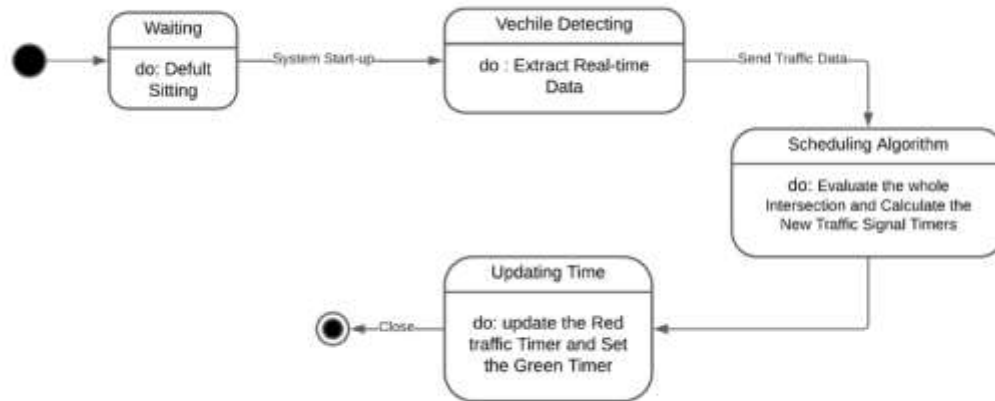 Waiting
do: Defult
Sitting
System Start-up
Vechile Detecting
do : Extract Real-time
Data
Send Traffic Data
Scheduling Algorithm
do: Evaluate the whole
Intersection and Calculate the
New Traffic Signal Timers
Updating Time
do: update the Red
traffic Timer and Set
the Green Timer
Close